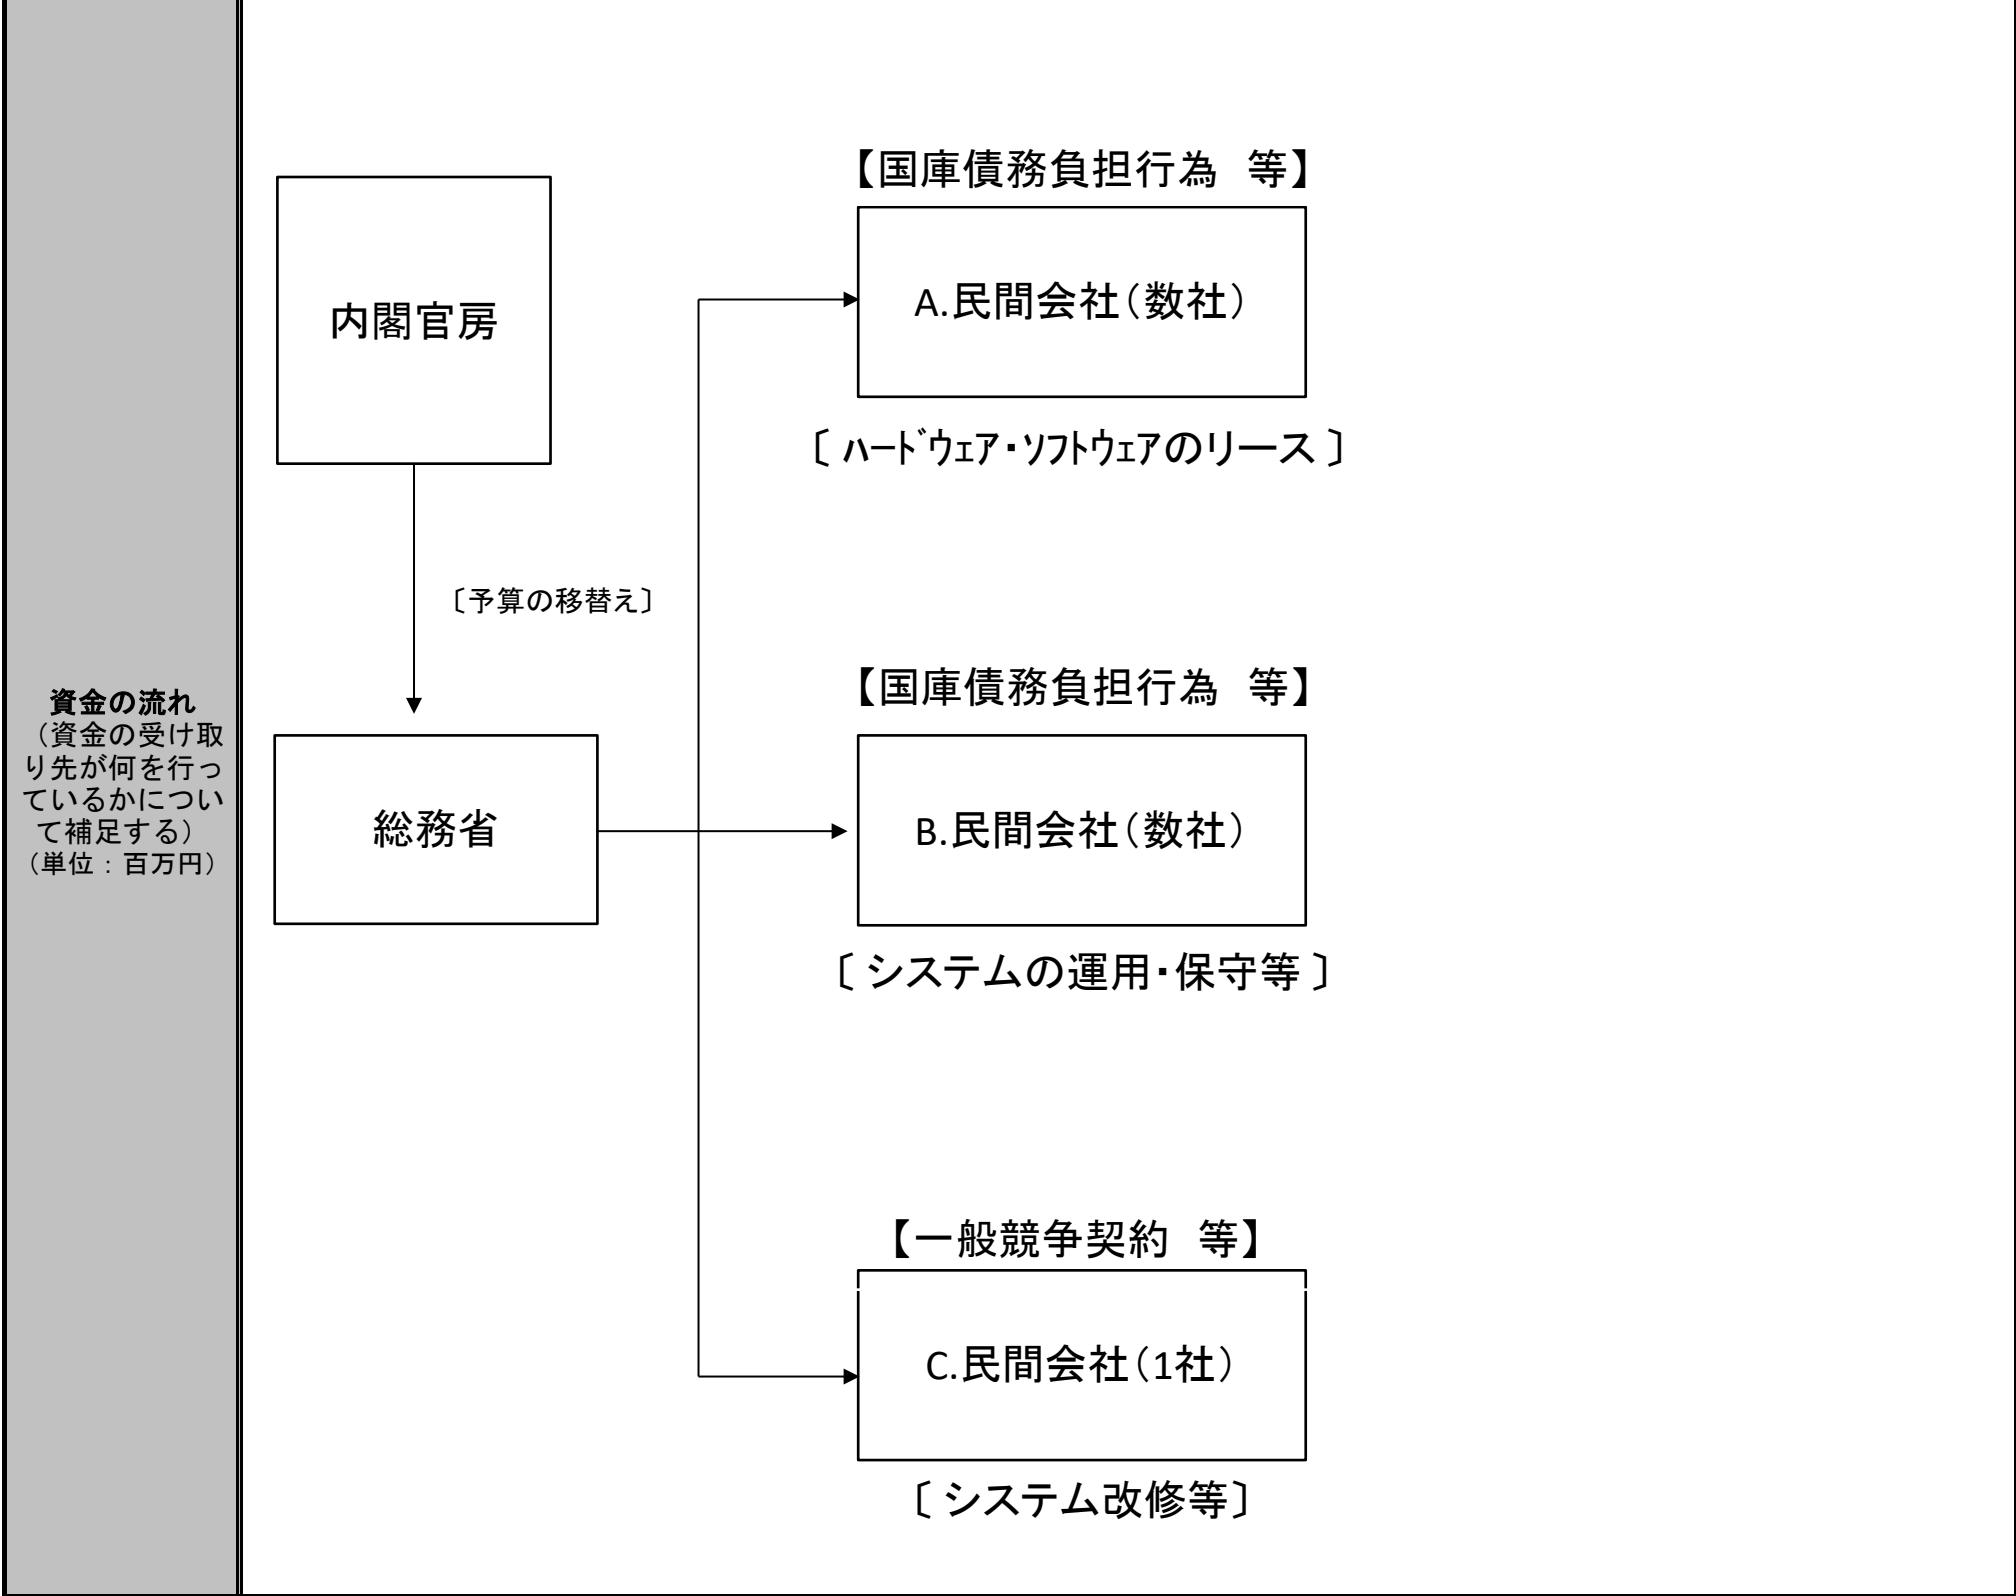 資金の流れ
（資金の受け取
り先が何を行っ
ているかについ
て補足する）
（単位：百万円）
内閣官房
〔予算の移替え〕
総務省
【国庫債務負担行為　等】
A.民間会社（数社）
〔 ﾊｰﾄﾞｳｪｱ・ｿﾌﾄｳｪｱのリース 〕
【国庫債務負担行為　等】
B.民間会社（数社）
〔 システムの運用・保守等 〕
【一般競争契約　等】
C.民間会社（1社）
〔 システム改修等〕